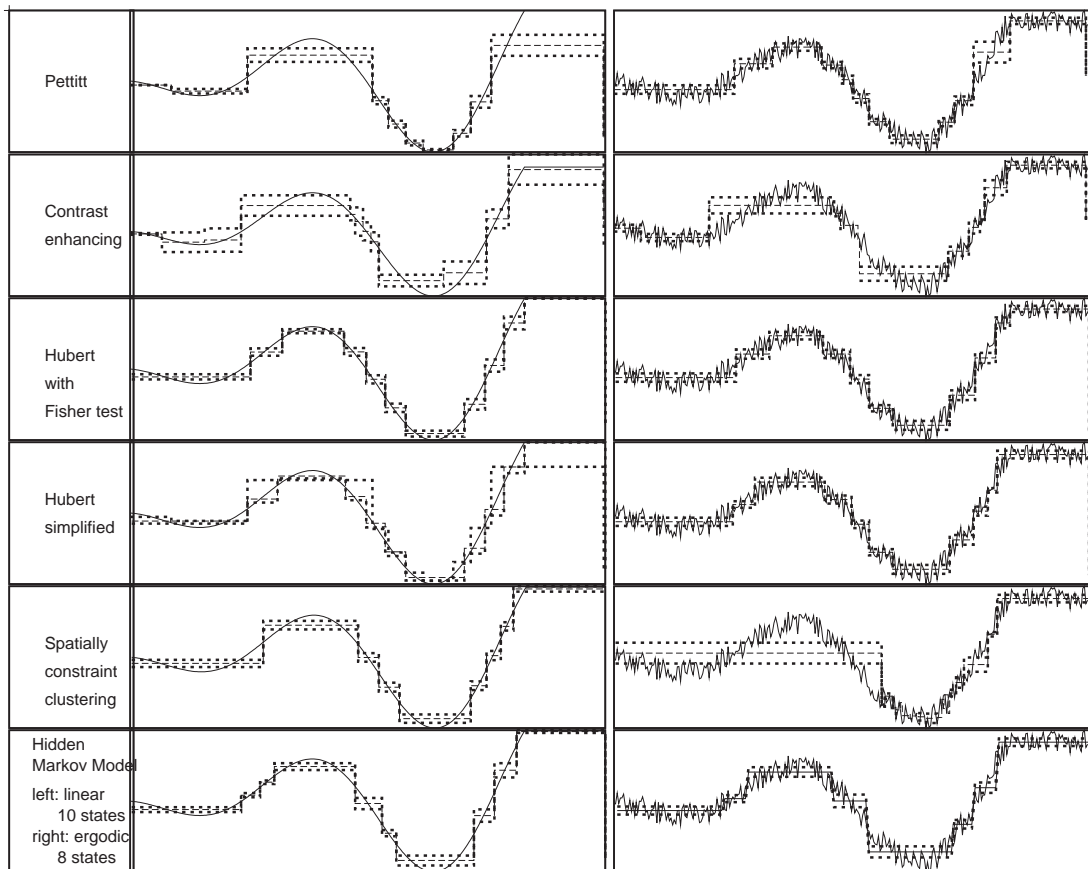 Pettitt
Contrast
enhancing
Hubert
with
Fisher test
Hubert
simplified
Spatially
constraint
clustering
Hidden
Markov Model
left: linear
10 states
right: ergodic
8 states